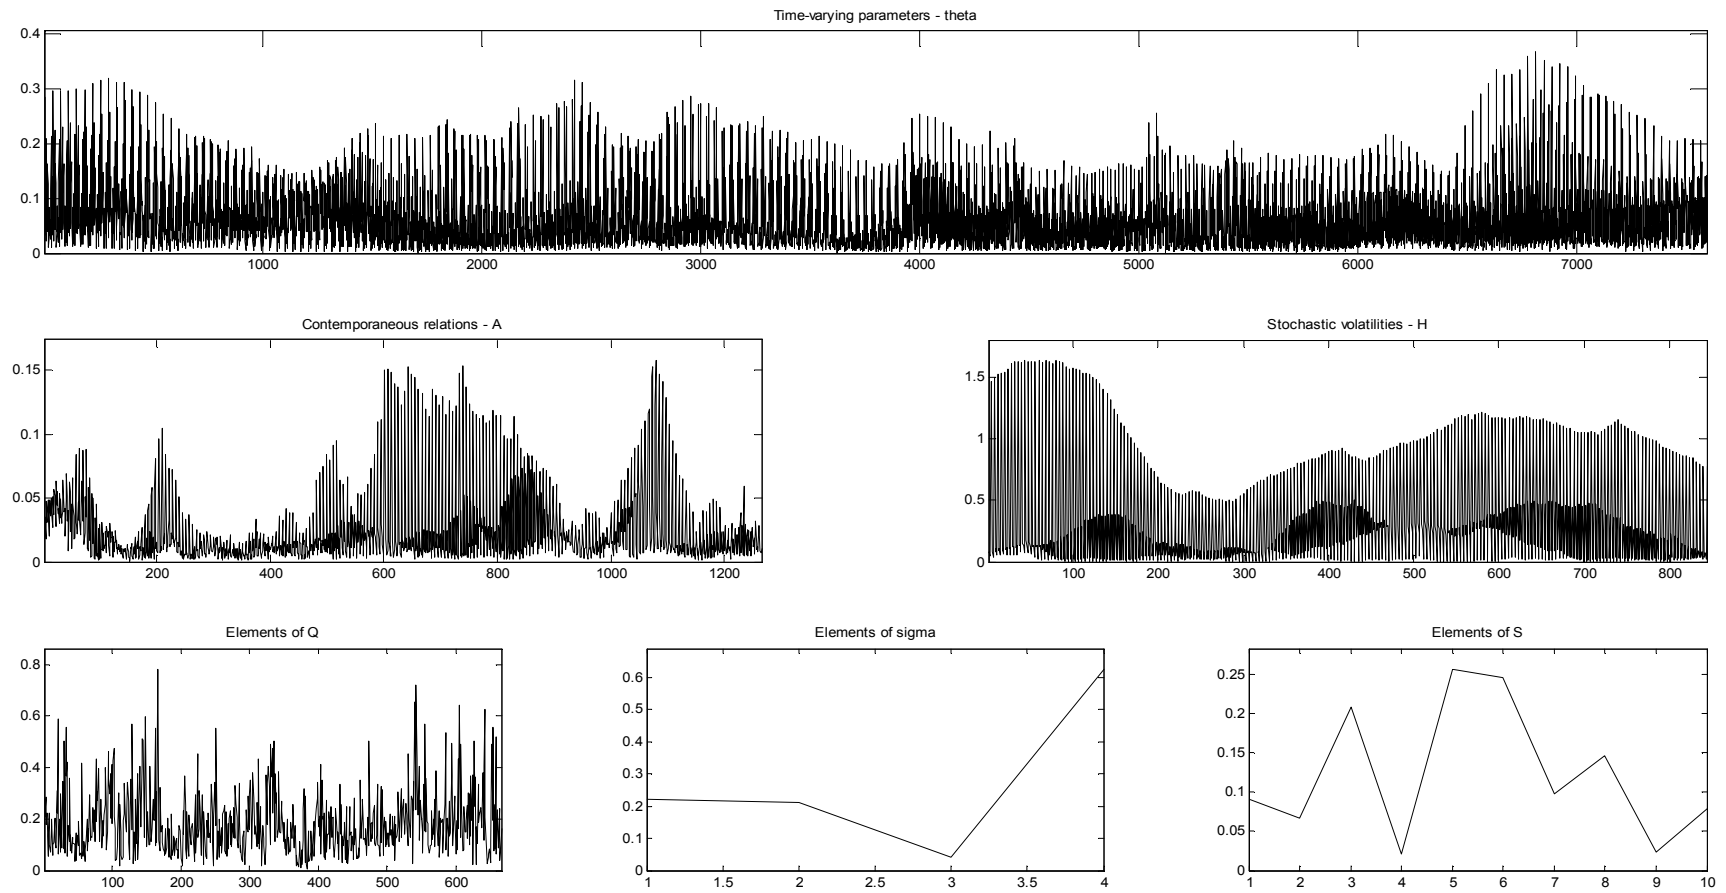 Time-varying parameters - theta
0.4
0.3
0.2
0.1
0
1000 2000 3000 4000 5000 6000 7000
Contemporaneous relations - A
0.15
0.1
0.05
0
200 400 600 800 1000 1200
Stochastic volatilities - H
1.5
1
0.5
0
100 200 300 400 500 600 700 800
Elements of Q
0.8
0.6
0.4
0.2
0
100 200 300 400 500 600
Elements of sigma
0.6
0.5
0.4
0.3
0.2
0.1
0
1 1.5 2 2.5 3 3.5 4
Elements of S
0.25
0.2
0.15
0.1
0.05
0
1 2 3 4 5 6 7 8 9 10